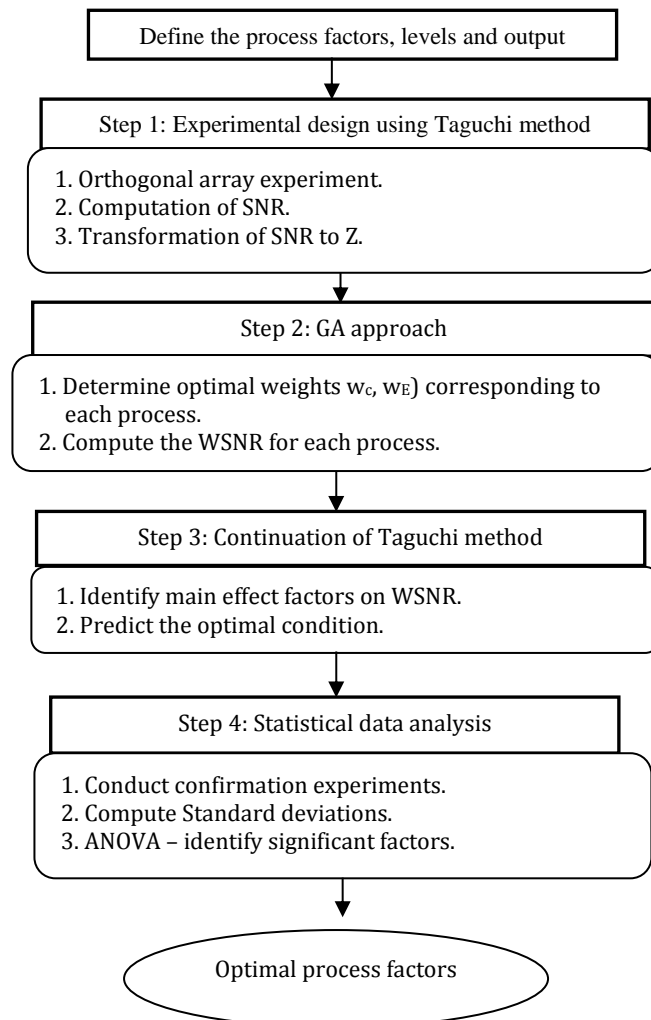 Define the process factors, levels and output
Step 1: Experimental design using Taguchi method
1. Orthogonal array experiment.
2. Computation of SNR.
3. Transformation of SNR to Z.
Step 2: GA approach
1. Determine optimal weights wc, wE) corresponding to
each process.
2. Compute the WSNR for each process.
Step 3: Continuation of Taguchi method
1. Identify main effect factors on WSNR.
2. Predict the optimal condition.
Step 4: Statistical data analysis
1. Conduct confirmation experiments.
2. Compute Standard deviations.
3. ANOVA – identify significant factors.
Optimal process factors